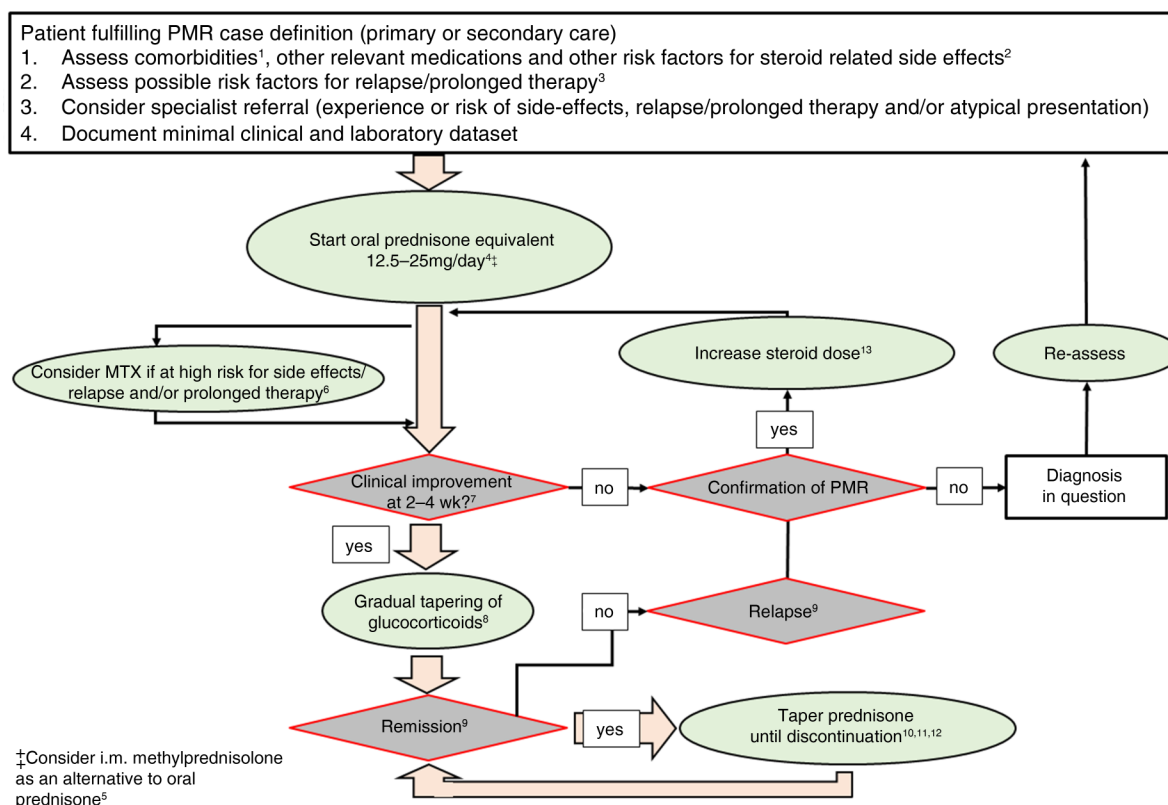 Patient fulfilling PMR case definition (primary or secondary care)
1. Assess comorbidities¹, other relevant medications and other risk factors for steroid related side effects²
2. Assess possible risk factors for relapse/prolonged therapy³
3. Consider specialist referral (experience or risk of side-effects, relapse/prolonged therapy and/or atypical presentation)
4. Document minimal clinical and laboratory dataset
Start oral prednisone equivalent
12.5–25mg/day⁴‡
Consider MTX if at high risk for side effects/
relapse and/or prolonged therapy⁶
Increase steroid dose¹³
Re-assess
yes
Clinical improvement
at 2–4 wk?⁷
no
Confirmation of PMR
no
Diagnosis
in question
yes
Gradual tapering of
glucocorticoids⁸
no
Relapse⁹
Remission⁹
yes
Taper prednisone
until discontinuation¹⁰,¹¹,¹²
‡Consider i.m. methylprednisolone
as an alternative to oral
prednisone⁵